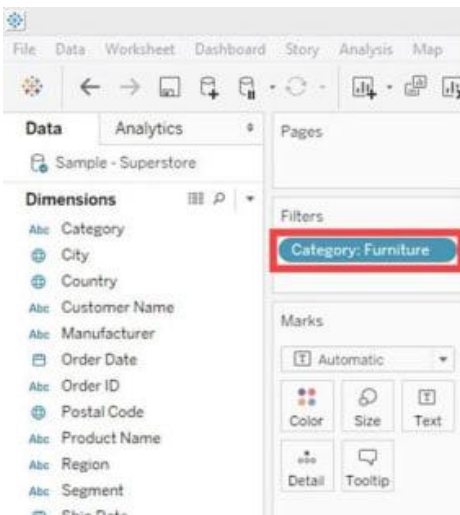 File Data Worksheet Dashboard Story Analysis Map
Data Analytics
Pages
Sample - Superstore
Dimensions
Filters
Category: Furniture
Abc Category
City
Country
Abc Customer Name
Abc Manufacturer
Order Date
Abc Order ID
Postal Code
Abc Product Name
Abc Region
Abc Segment
Ship Date
Marks
T Automatic
Color Size Text
Detail Tooltip